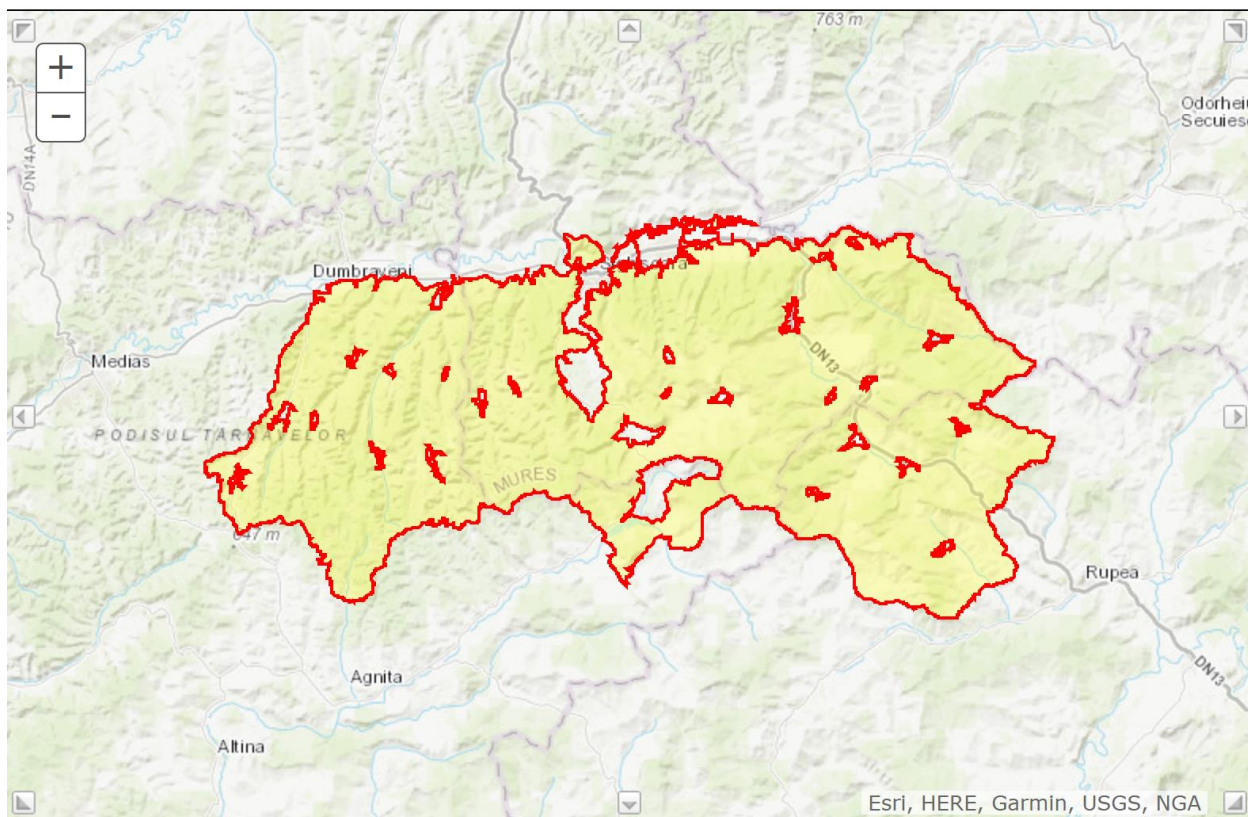 763 m
+
−
Odorheiu
Secuiesc
DN14A
Dumbraveni
Medias
DN13
PODISUL TARNAVELOR
MURES
647 m
Rupea
Agnita
DN13
Altina
Esri, HERE, Garmin, USGS, NGA